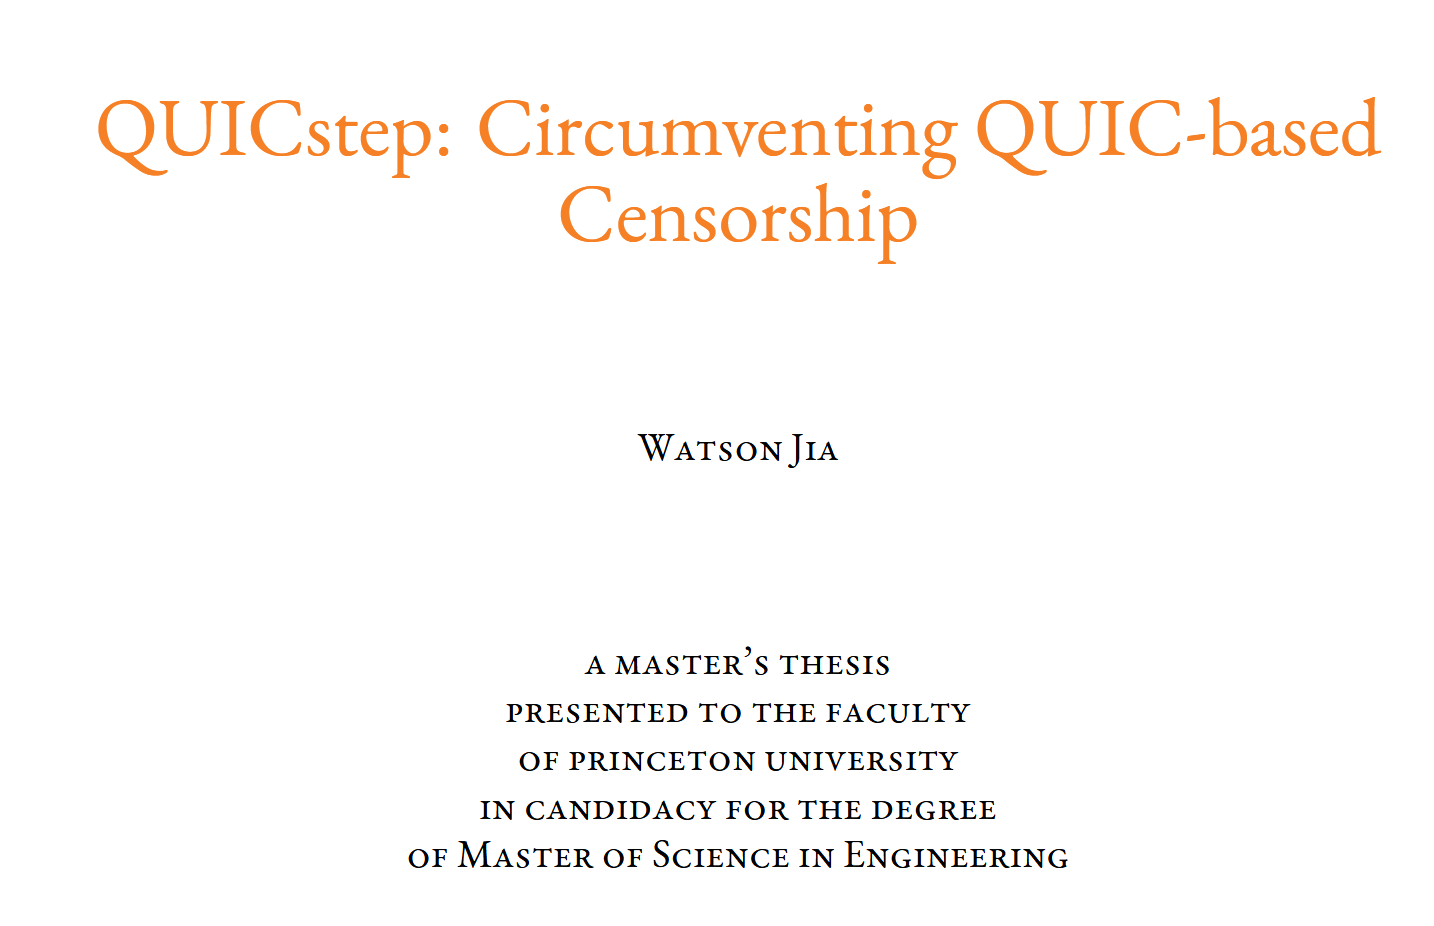 QUICstep: Circumventing QUIC-based
Censorship
Watson Jia
a master's thesis
presented to the faculty
of princeton university
in candidacy for the degree
of Master of Science in Engineering